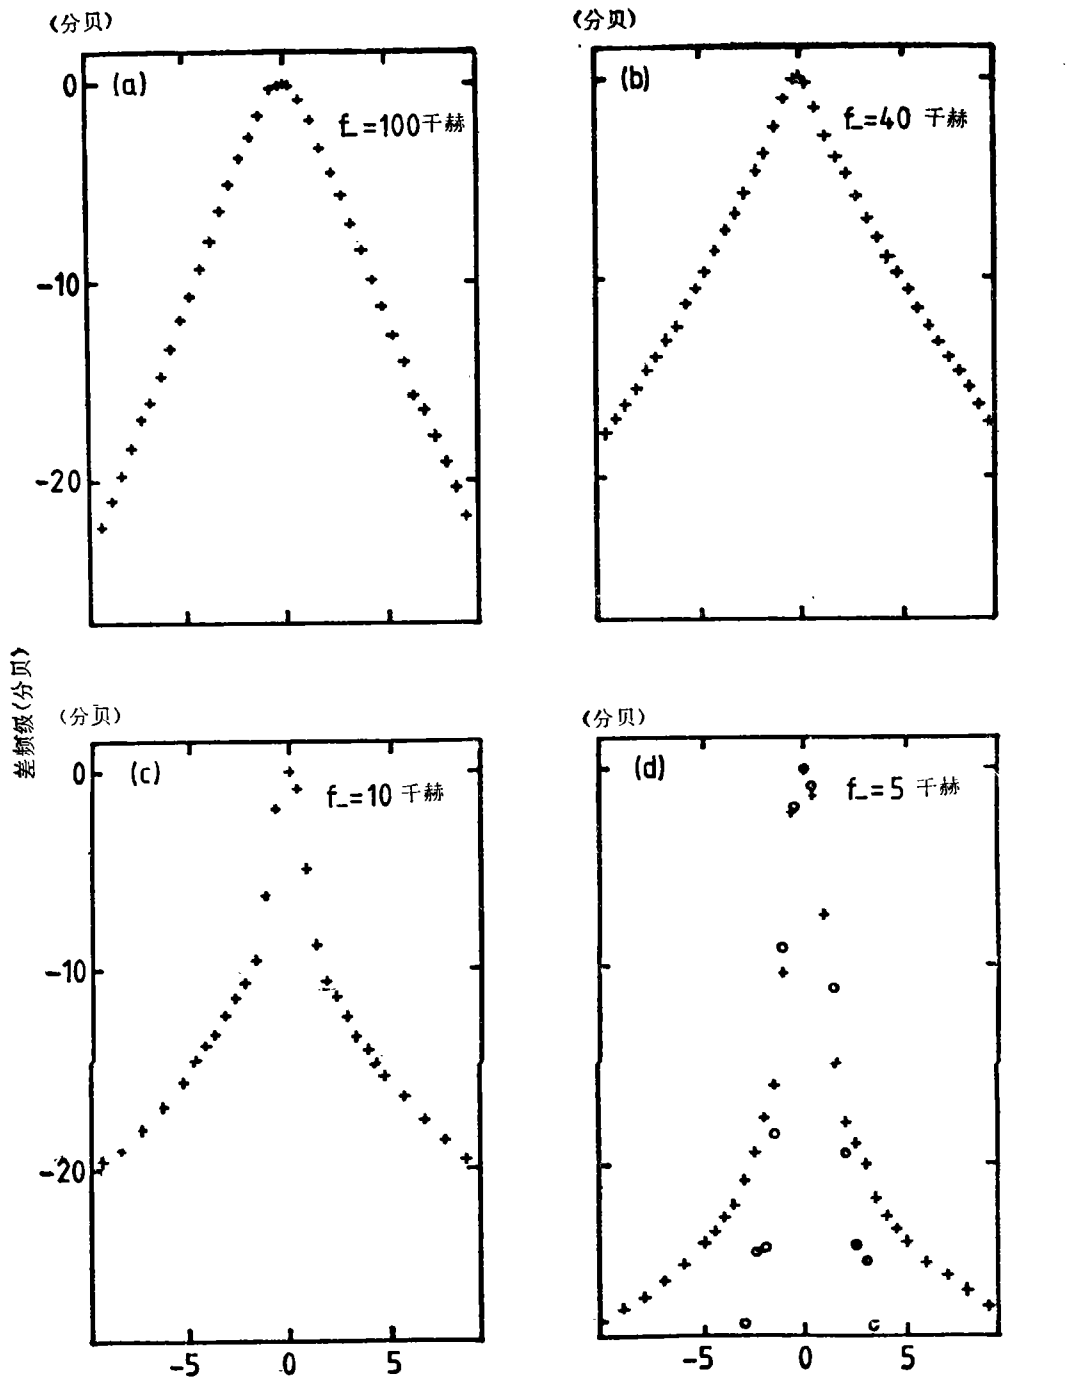 (分贝)
(分贝)
0
(a)
f_=100千赫
-10
-20
(b)
f_=40 千赫
差频级(分贝)
(分贝)
(分贝)
0
(c)
f_=10 千赫
-10
-20
-5
0
5
(d)
f_=5 千赫
-5
0
5